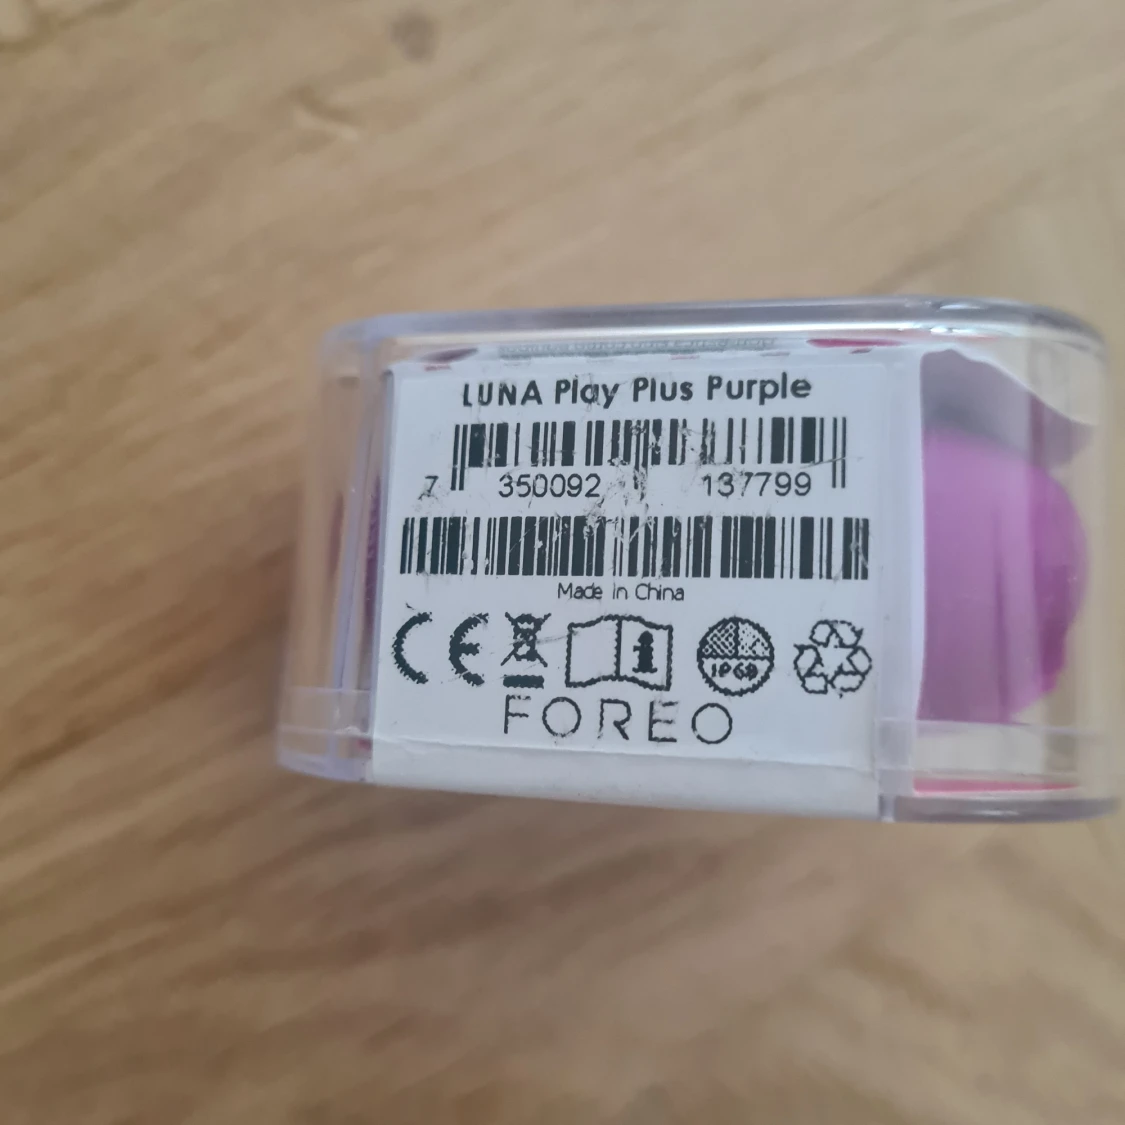 LUNA Play Plus Purple
7 350092 137799
Made in China
CE
IP68
FOREO